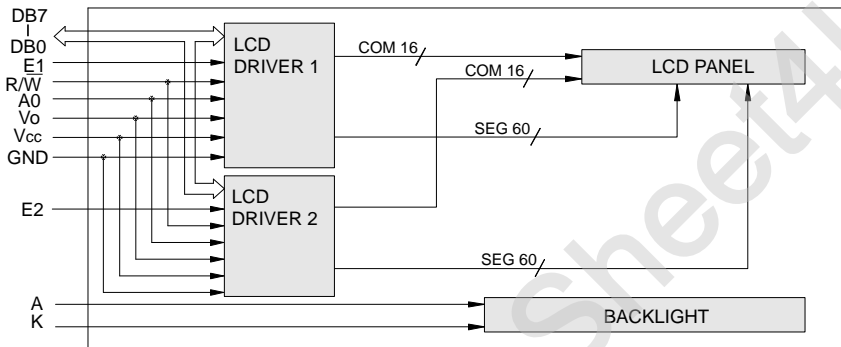 DB7
DB0
E1
R/W̅
A0
Vo
Vcc
GND
E2
A
K
LCD
DRIVER 1
LCD
DRIVER 2
COM 16
COM 16
SEG 60
SEG 60
LCD PANEL
BACKLIGHT
Sheet4U